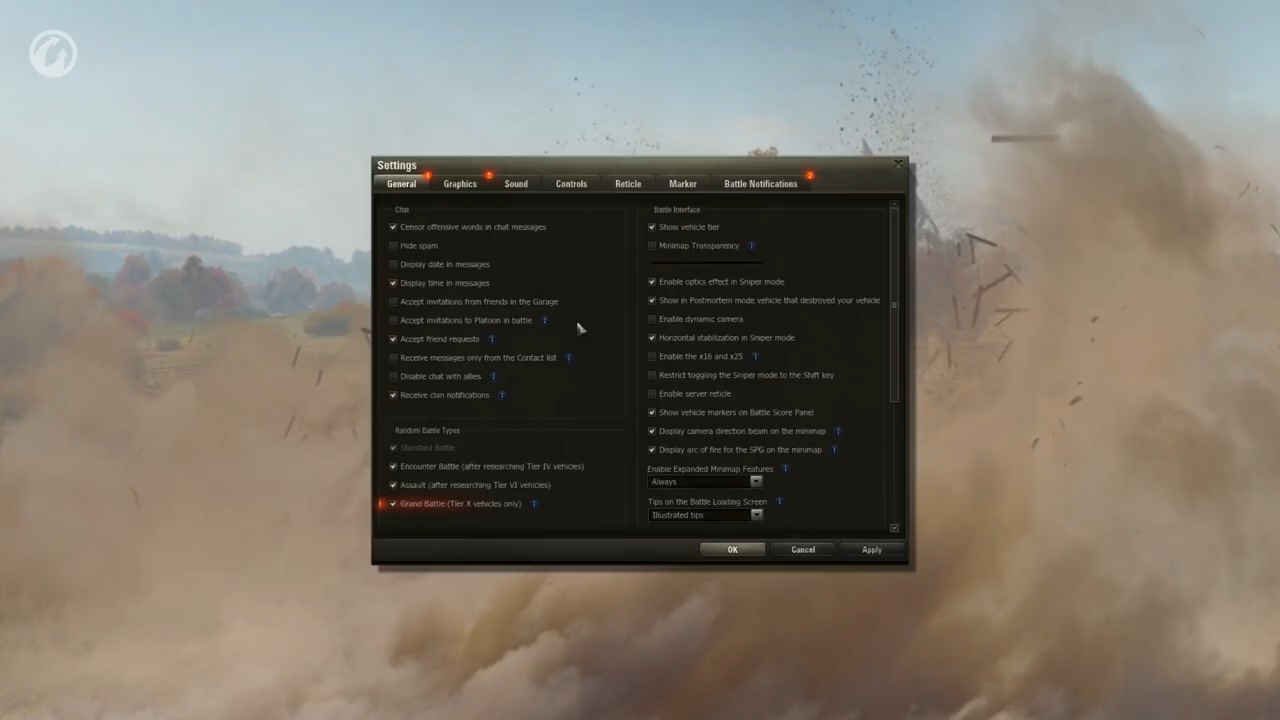 Settings
General
Graphics
Sound
Controls
Reticle
Marker
Battle Notifications
Chat
Censor offensive words in chat messages
Hide spam
Display date in messages
Display time in messages
Accept invitations from friends in the Garage
Accept invitations to Platoon in battle
Accept friend requests
Receive messages only from the Contact list
Disable chat with allies
Receive clan notifications
Random Battle Types
Standard Battle
Encounter Battle (after researching Tier IV vehicles)
Assault (after researching Tier VI vehicles)
Grand Battle (Tier X vehicles only)
Battle Interface
Show vehicle tier
Minimap Transparency
Enable optics effect in Sniper mode
Show in Postmortem mode vehicle that destroyed your vehicle
Enable dynamic camera
Horizontal stabilization in Sniper mode
Enable the x16 and x25
Restrict toggling the Sniper mode to the Shift key
Enable server reticle
Show vehicle markers on Battle Score Panel
Display camera direction beam on the minimap
Display arc of fire for the SPG on the minimap
Enable Expanded Minimap Features
Always
Tips on the Battle Loading Screen
Illustrated tips
OK
Cancel
Apply